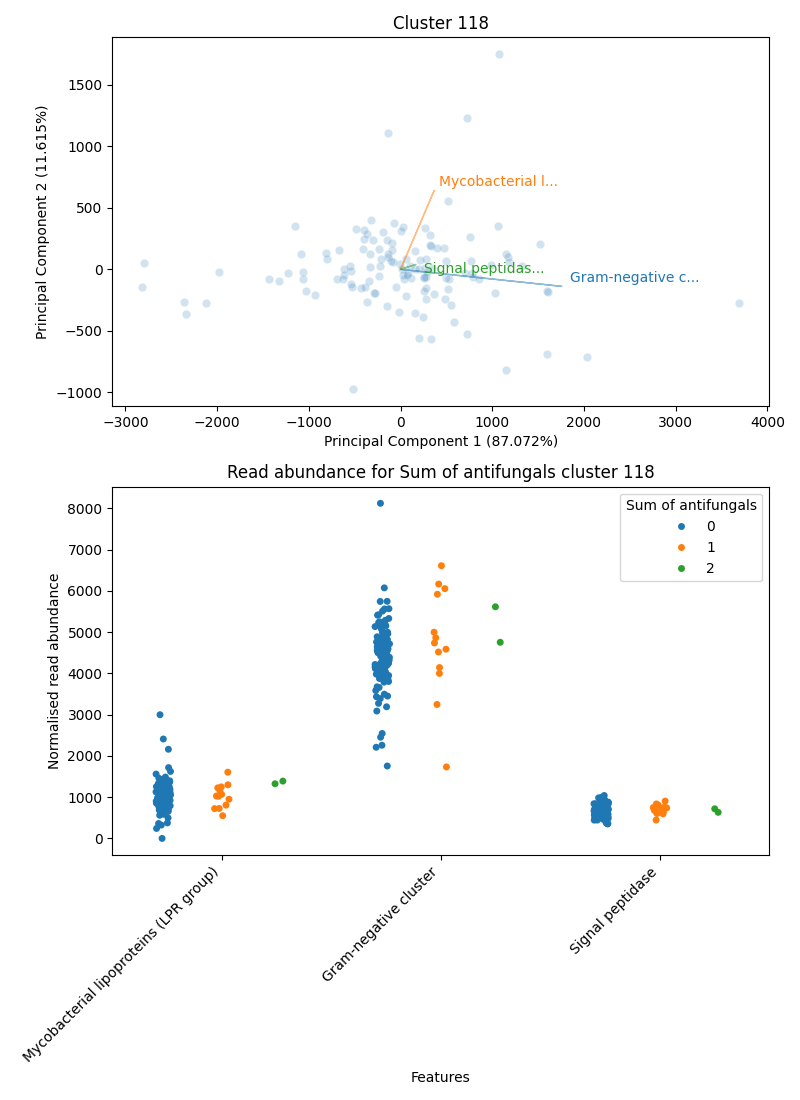 Cluster 118
Principal Component 2 (11.615%)
1500
1000
500
0
−500
−1000
Mycobacterial l...
Signal peptidas...
Gram-negative c...
−3000 −2000 −1000 0 1000 2000 3000 4000
Principal Component 1 (87.072%)
Read abundance for Sum of antifungals cluster 118
Normalised read abundance
8000
7000
6000
5000
4000
3000
2000
1000
0
Sum of antifungals
0
1
2
Mycobacterial lipoproteins (LPR group)
Gram-negative cluster
Signal peptidase
Features